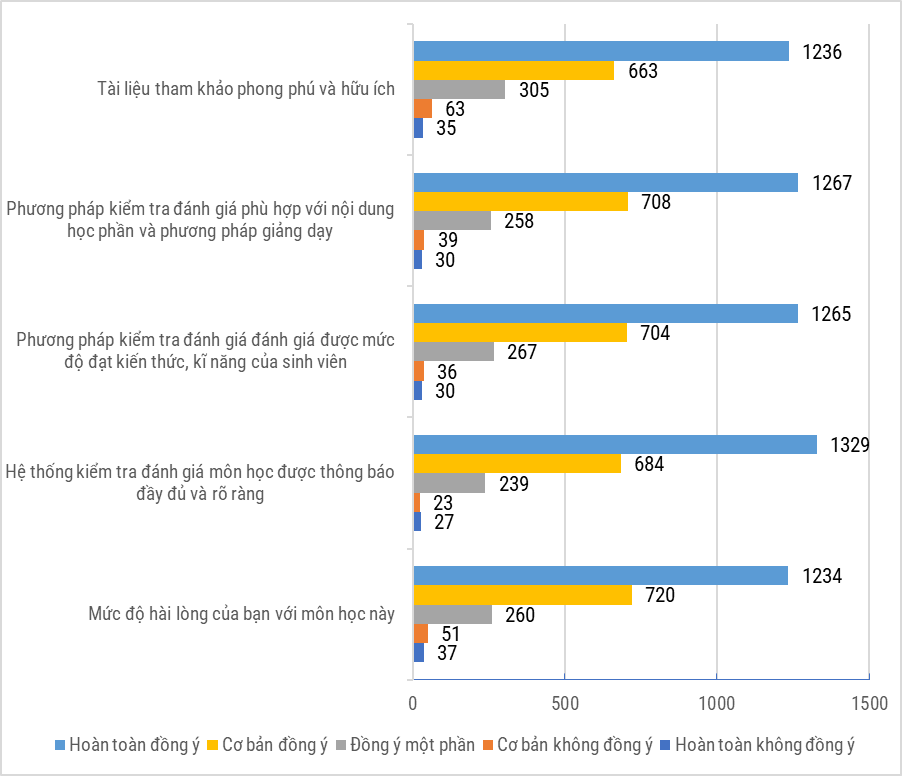 Tài liệu tham khảo phong phú và hữu ích
1236
663
305
63
35
Phương pháp kiểm tra đánh giá phù hợp với nội dung
học phần và phương pháp giảng dạy
1267
708
258
39
30
Phương pháp kiểm tra đánh giá đánh giá được mức
độ đạt kiến thức, kĩ năng của sinh viên
1265
704
267
36
30
Hệ thống kiểm tra đánh giá môn học được thông báo
đầy đủ và rõ ràng
1329
684
239
23
27
Mức độ hài lòng của bạn với môn học này
1234
720
260
51
37
0 500 1000 1500
Hoàn toàn đồng ý Cơ bản đồng ý Đồng ý một phần Cơ bản không đồng ý Hoàn toàn không đồng ý